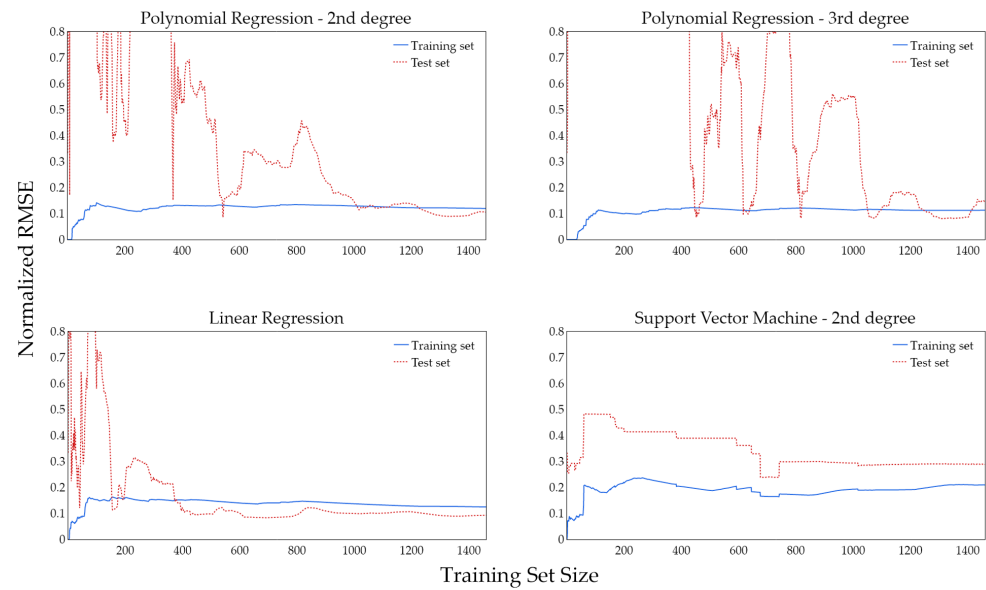 Polynomial Regression - 2nd degree
0.8
0.7
0.6
0.5
0.4
0.3
0.2
0.1
0
Training set
Test set
200 400 600 800 1000 1200 1400
Polynomial Regression - 3rd degree
0.8
0.7
0.6
0.5
0.4
0.3
0.2
0.1
0
Training set
Test set
200 400 600 800 1000 1200 1400
Normalized RMSE
Linear Regression
0.8
0.7
0.6
0.5
0.4
0.3
0.2
0.1
0
Training set
Test set
200 400 600 800 1000 1200 1400
Support Vector Machine - 2nd degree
0.8
0.7
0.6
0.5
0.4
0.3
0.2
0.1
0
Training set
Test set
200 400 600 800 1000 1200 1400
Training Set Size